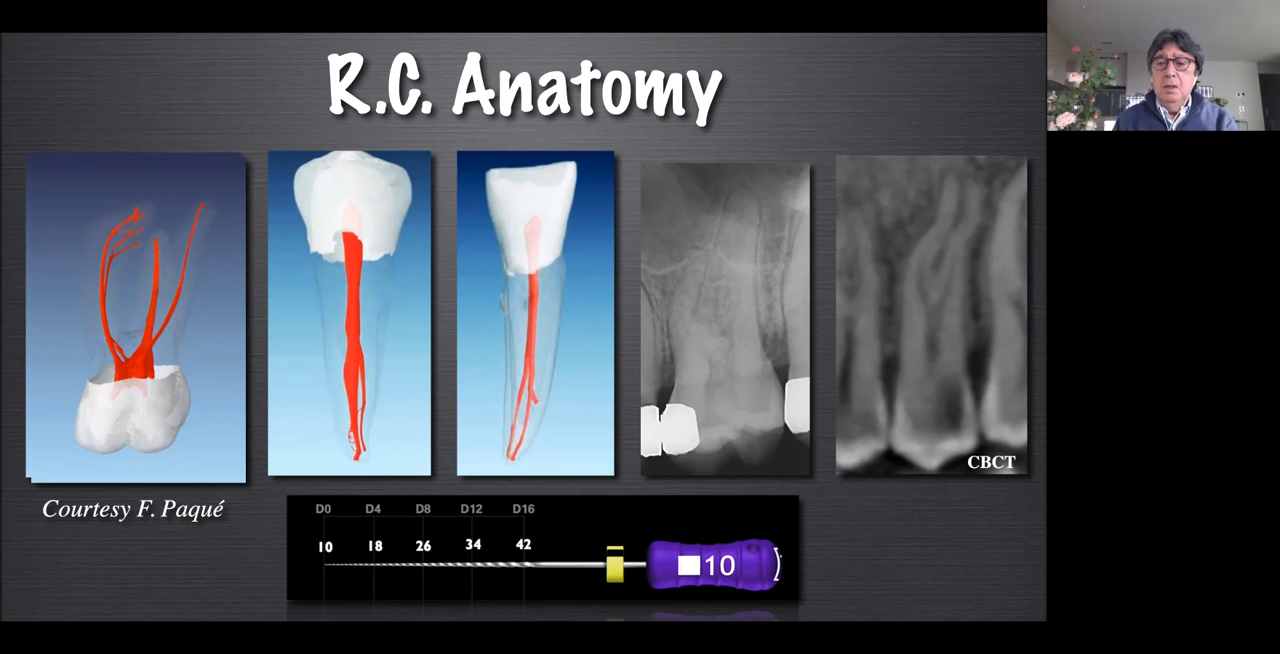 R.C. Anatomy
CBCT
Courtesy F. Paqué
D0 D4 D8 D12 D16
10 18 26 34 42
10